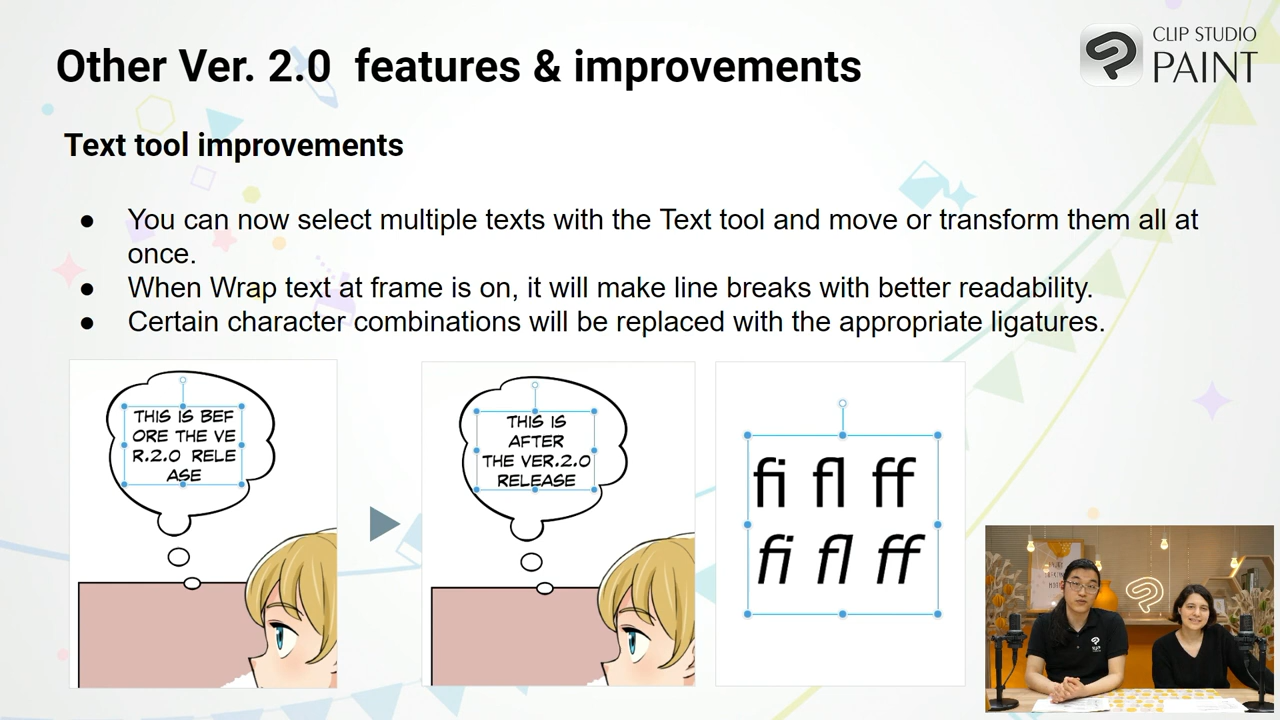 Other Ver. 2.0 features & improvements
CLIP STUDIO
PAINT
Text tool improvements
● You can now select multiple texts with the Text tool and move or transform them all at
once.
● When Wrap text at frame is on, it will make line breaks with better readability.
● Certain character combinations will be replaced with the appropriate ligatures.
THIS IS BEF
ORE THE VE
R.2.0 RELE
ASE
THIS IS
AFTER
THE VER.2.0
RELEASE
fi fl ff
fi fl ff